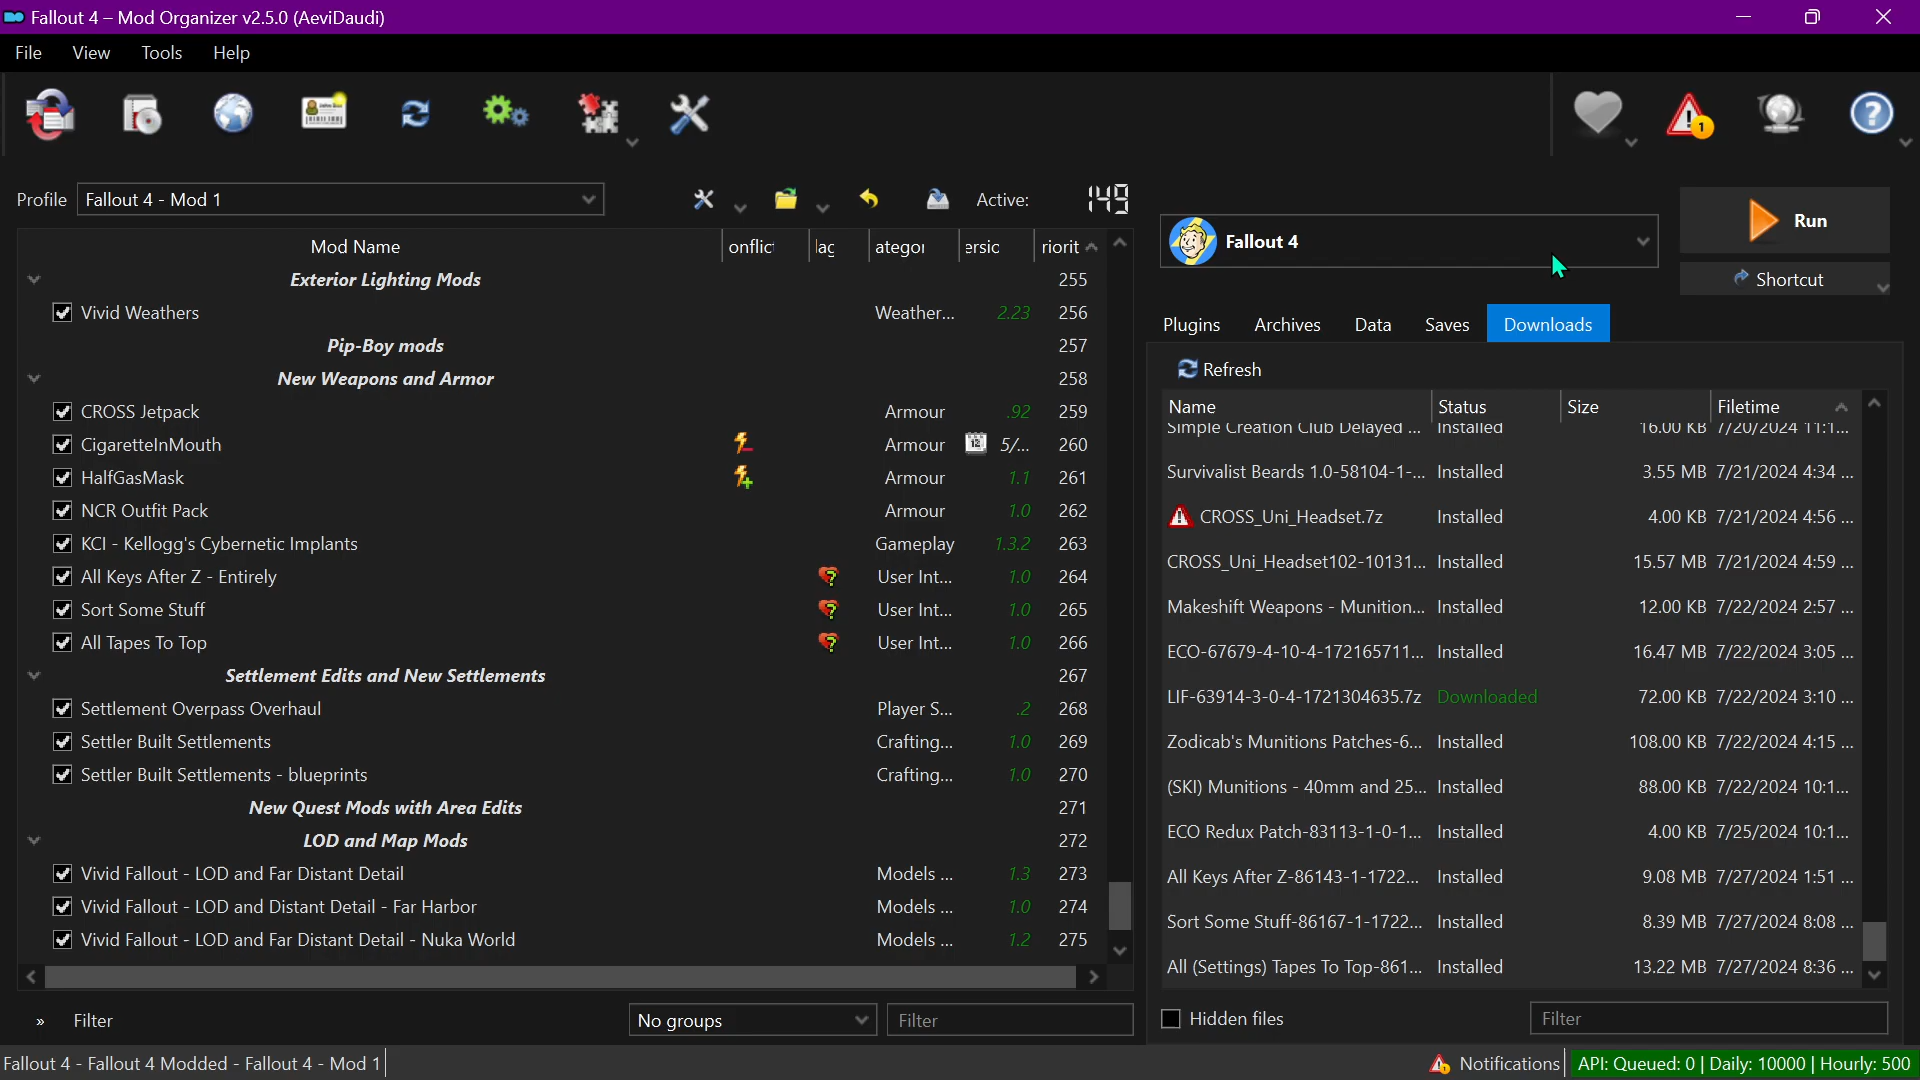 Fallout 4 – Mod Organizer v2.5.0 (AeviDaudi)
File View Tools Help
1
Profile Fallout 4 - Mod 1 Active: 149
Fallout 4
Run
Shortcut
Mod Name onflict lag ategor ersic riorit
Exterior Lighting Mods 255
Vivid Weathers Weather... 2.23 256
Pip-Boy mods 257
New Weapons and Armor 258
CROSS Jetpack Armour .92 259
CigaretteInMouth Armour 5/... 260
HalfGasMask Armour 1.1 261
NCR Outfit Pack Armour 1.0 262
KCI - Kellogg's Cybernetic Implants Gameplay 1.3.2 263
All Keys After Z - Entirely User Int... 1.0 264
Sort Some Stuff User Int... 1.0 265
All Tapes To Top User Int... 1.0 266
Settlement Edits and New Settlements 267
Settlement Overpass Overhaul Player S... .2 268
Settler Built Settlements Crafting... 1.0 269
Settler Built Settlements - blueprints Crafting... 1.0 270
New Quest Mods with Area Edits 271
LOD and Map Mods 272
Vivid Fallout - LOD and Far Distant Detail Models ... 1.3 273
Vivid Fallout - LOD and Distant Detail - Far Harbor Models ... 1.0 274
Vivid Fallout - LOD and Far Distant Detail - Nuka World Models ... 1.2 275
» Filter No groups Filter
Plugins Archives Data Saves Downloads
Refresh
Name Status Size Filetime
Simple Creation Club Delayed ... Installed 16.00 KB 7/20/2024 11:1...
Survivalist Beards 1.0-58104-1-... Installed 3.55 MB 7/21/2024 4:34 ...
CROSS_Uni_Headset.7z Installed 4.00 KB 7/21/2024 4:56 ...
CROSS_Uni_Headset102-10131... Installed 15.57 MB 7/21/2024 4:59 ...
Makeshift Weapons - Munition... Installed 12.00 KB 7/22/2024 2:57 ...
ECO-67679-4-10-4-172165711... Installed 16.47 MB 7/22/2024 3:05 ...
LIF-63914-3-0-4-1721304635.7z Downloaded 72.00 KB 7/22/2024 3:10 ...
Zodicab's Munitions Patches-6... Installed 108.00 KB 7/22/2024 4:15 ...
(SKI) Munitions - 40mm and 25... Installed 88.00 KB 7/22/2024 10:1...
ECO Redux Patch-83113-1-0-1... Installed 4.00 KB 7/25/2024 10:1...
All Keys After Z-86143-1-1722... Installed 9.08 MB 7/27/2024 1:51 ...
Sort Some Stuff-86167-1-1722... Installed 8.39 MB 7/27/2024 8:08 ...
All (Settings) Tapes To Top-861... Installed 13.22 MB 7/27/2024 8:36 ...
Hidden files Filter
Fallout 4 - Fallout 4 Modded - Fallout 4 - Mod 1 Notifications API: Queued: 0 | Daily: 10000 | Hourly: 500